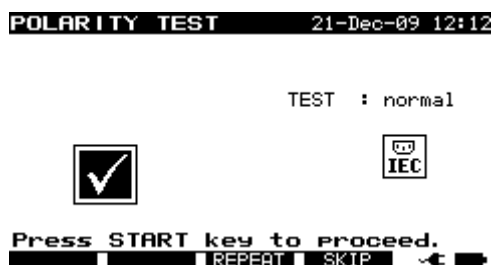 POLARITY TEST 21-Dec-09 12:12
TEST : normal
IEC
Press START key to proceed.
REPEAT SKIP